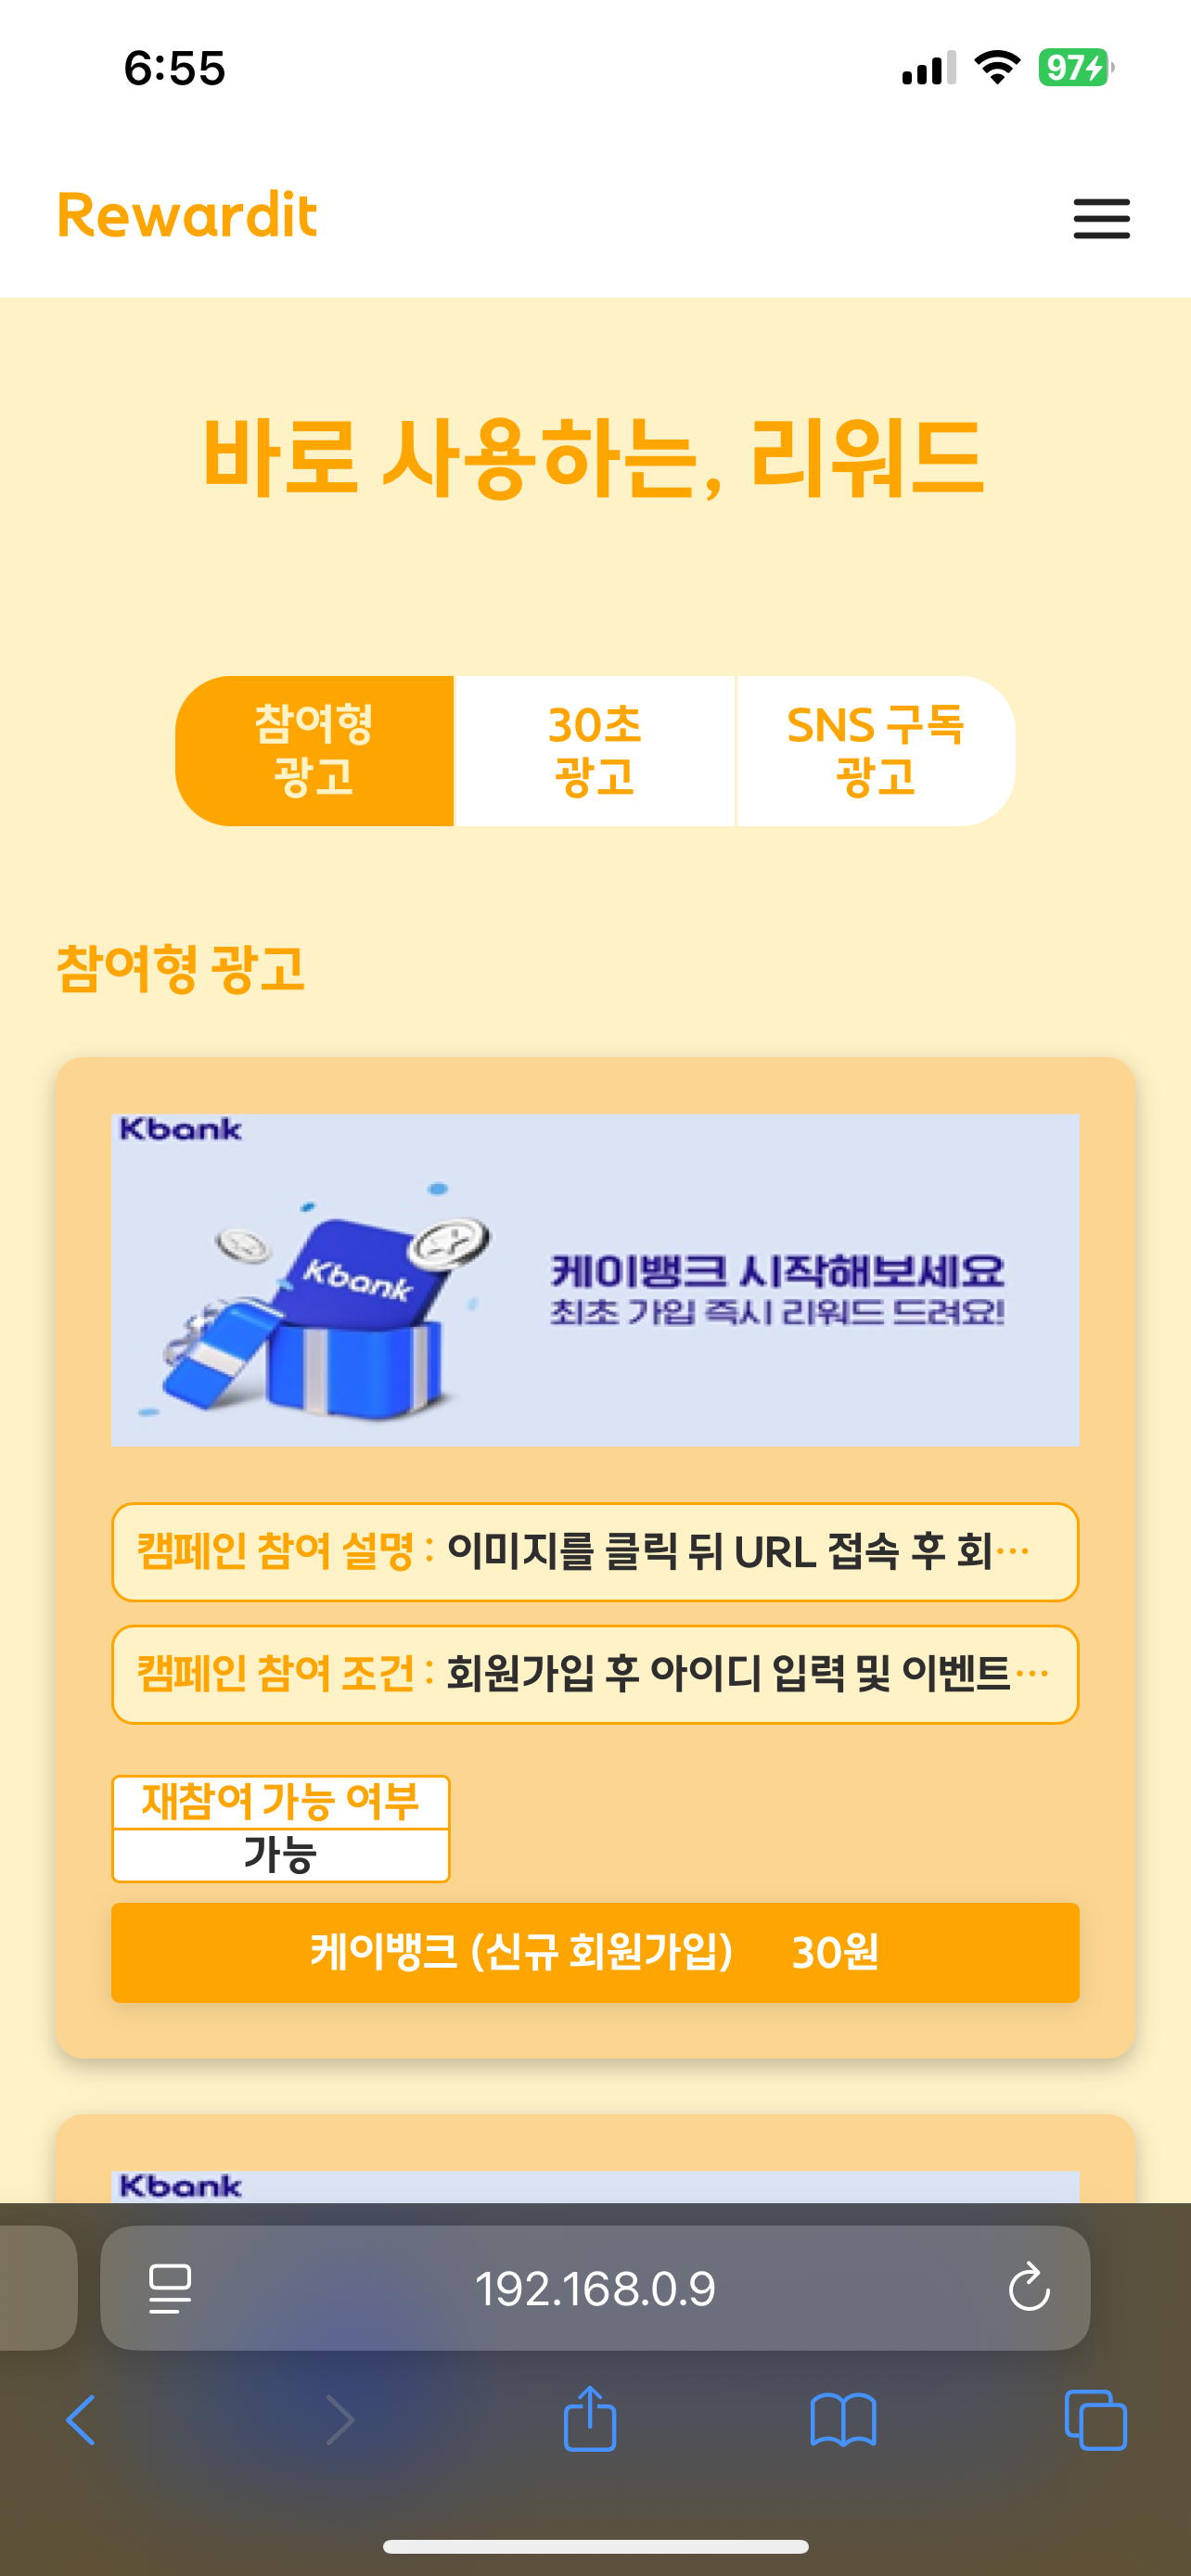 6:55
97
Rewardit
바로 사용하는, 리워드
참여형
광고
30초
광고
SNS 구독
광고
참여형 광고
Kbank
Kbank
케이뱅크 시작해보세요
최초 가입 즉시 리워드 드려요!
캠페인 참여 설명 : 이미지를 클릭 뒤 URL 접속 후 회…
캠페인 참여 조건 : 회원가입 후 아이디 입력 및 이벤트…
재참여 가능 여부
가능
케이뱅크 (신규 회원가입) 30원
Kbank
192.168.0.9